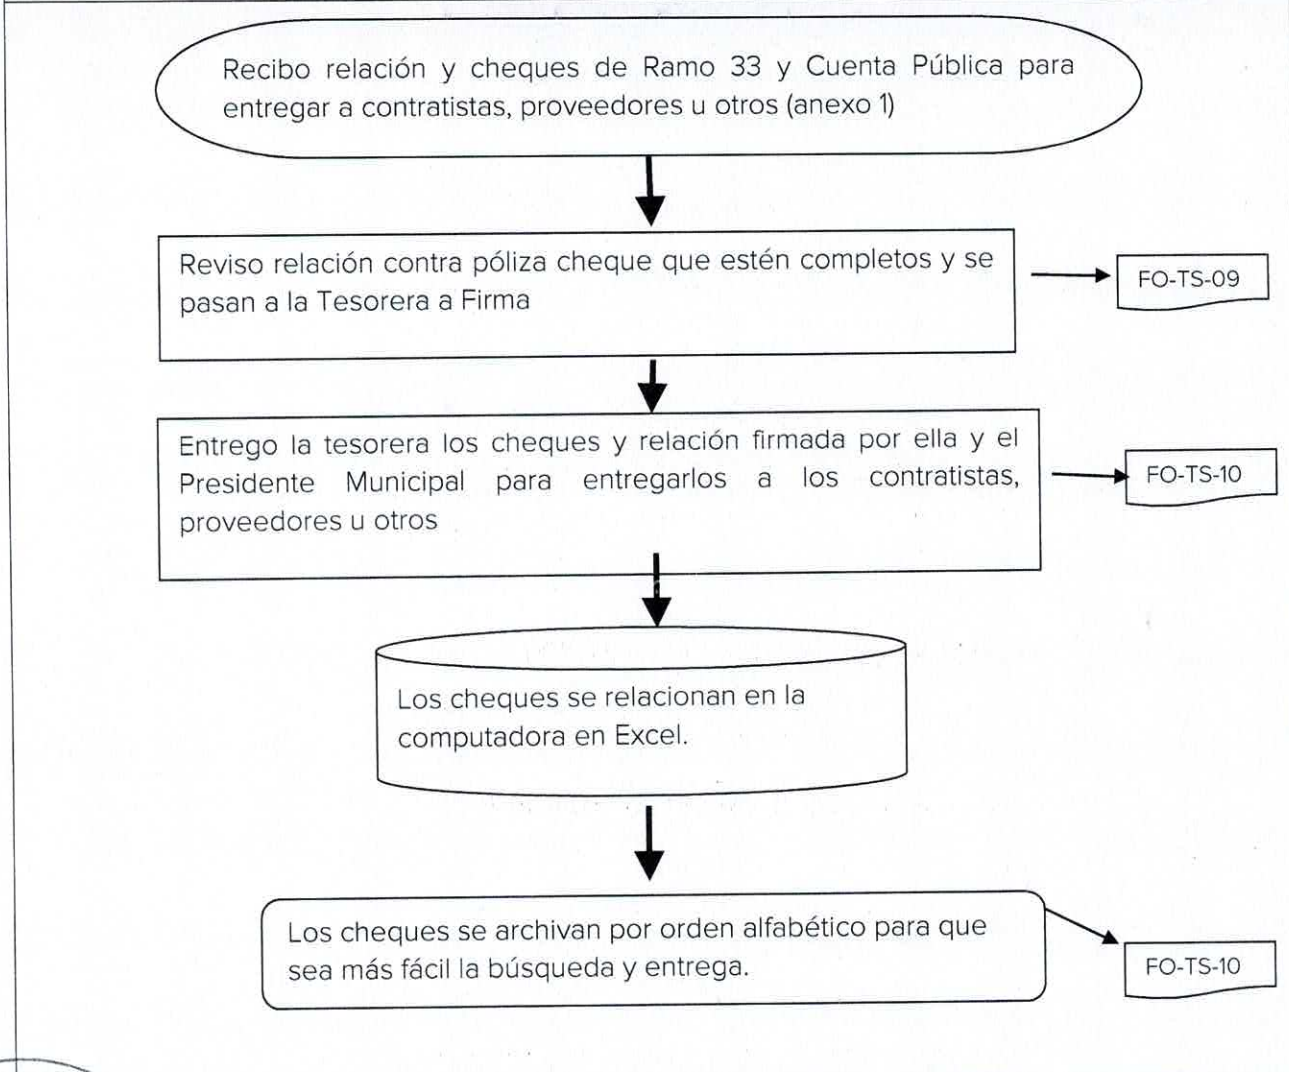 Recibo relación y cheques de Ramo 33 y Cuenta Pública para
entregar a contratistas, proveedores u otros (anexo 1)
Reviso relación contra póliza cheque que estén completos y se
pasan a la Tesorera a Firma
FO-TS-09
Entrego la tesorera los cheques y relación firmada por ella y el
Presidente Municipal para entregarlos a los contratistas,
proveedores u otros
FO-TS-10
Los cheques se relacionan en la
computadora en Excel.
Los cheques se archivan por orden alfabético para que
sea más fácil la búsqueda y entrega.
FO-TS-10